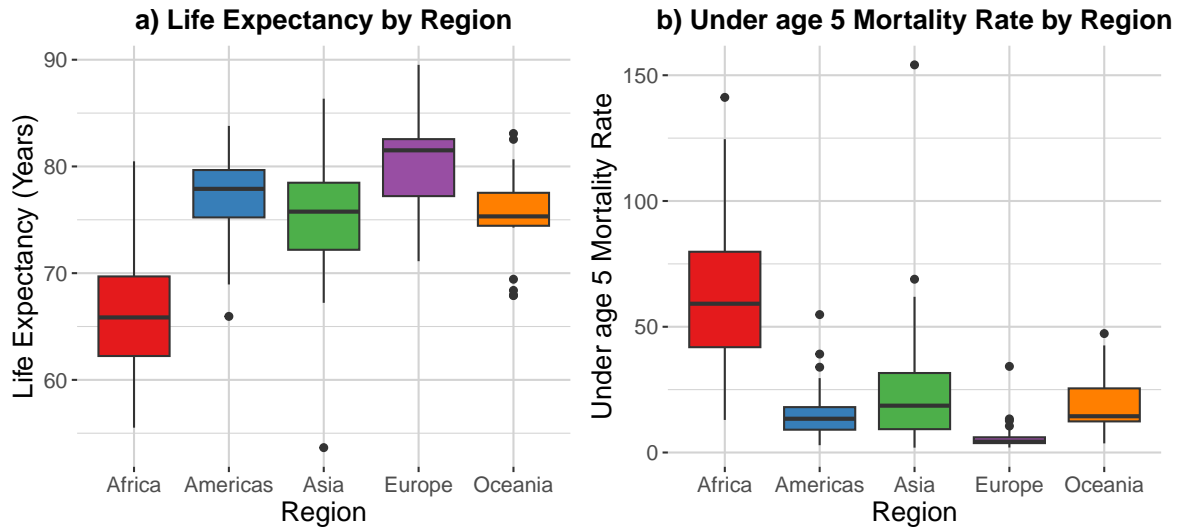 a) Life Expectancy by Region
Life Expectancy (Years)
90
80
70
60
Africa Americas Asia Europe Oceania
Region
b) Under age 5 Mortality Rate by Region
Under age 5 Mortality Rate
150
100
50
0
Africa Americas Asia Europe Oceania
Region